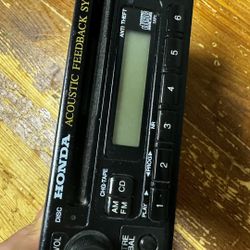 HONDA
ACOUSTIC FEEDBACK SY
ANTI THEFT
DISC
CHG·TAPE
AM
FM
CD
PLAY
PROG
1
2
3
4
5
6
VOL